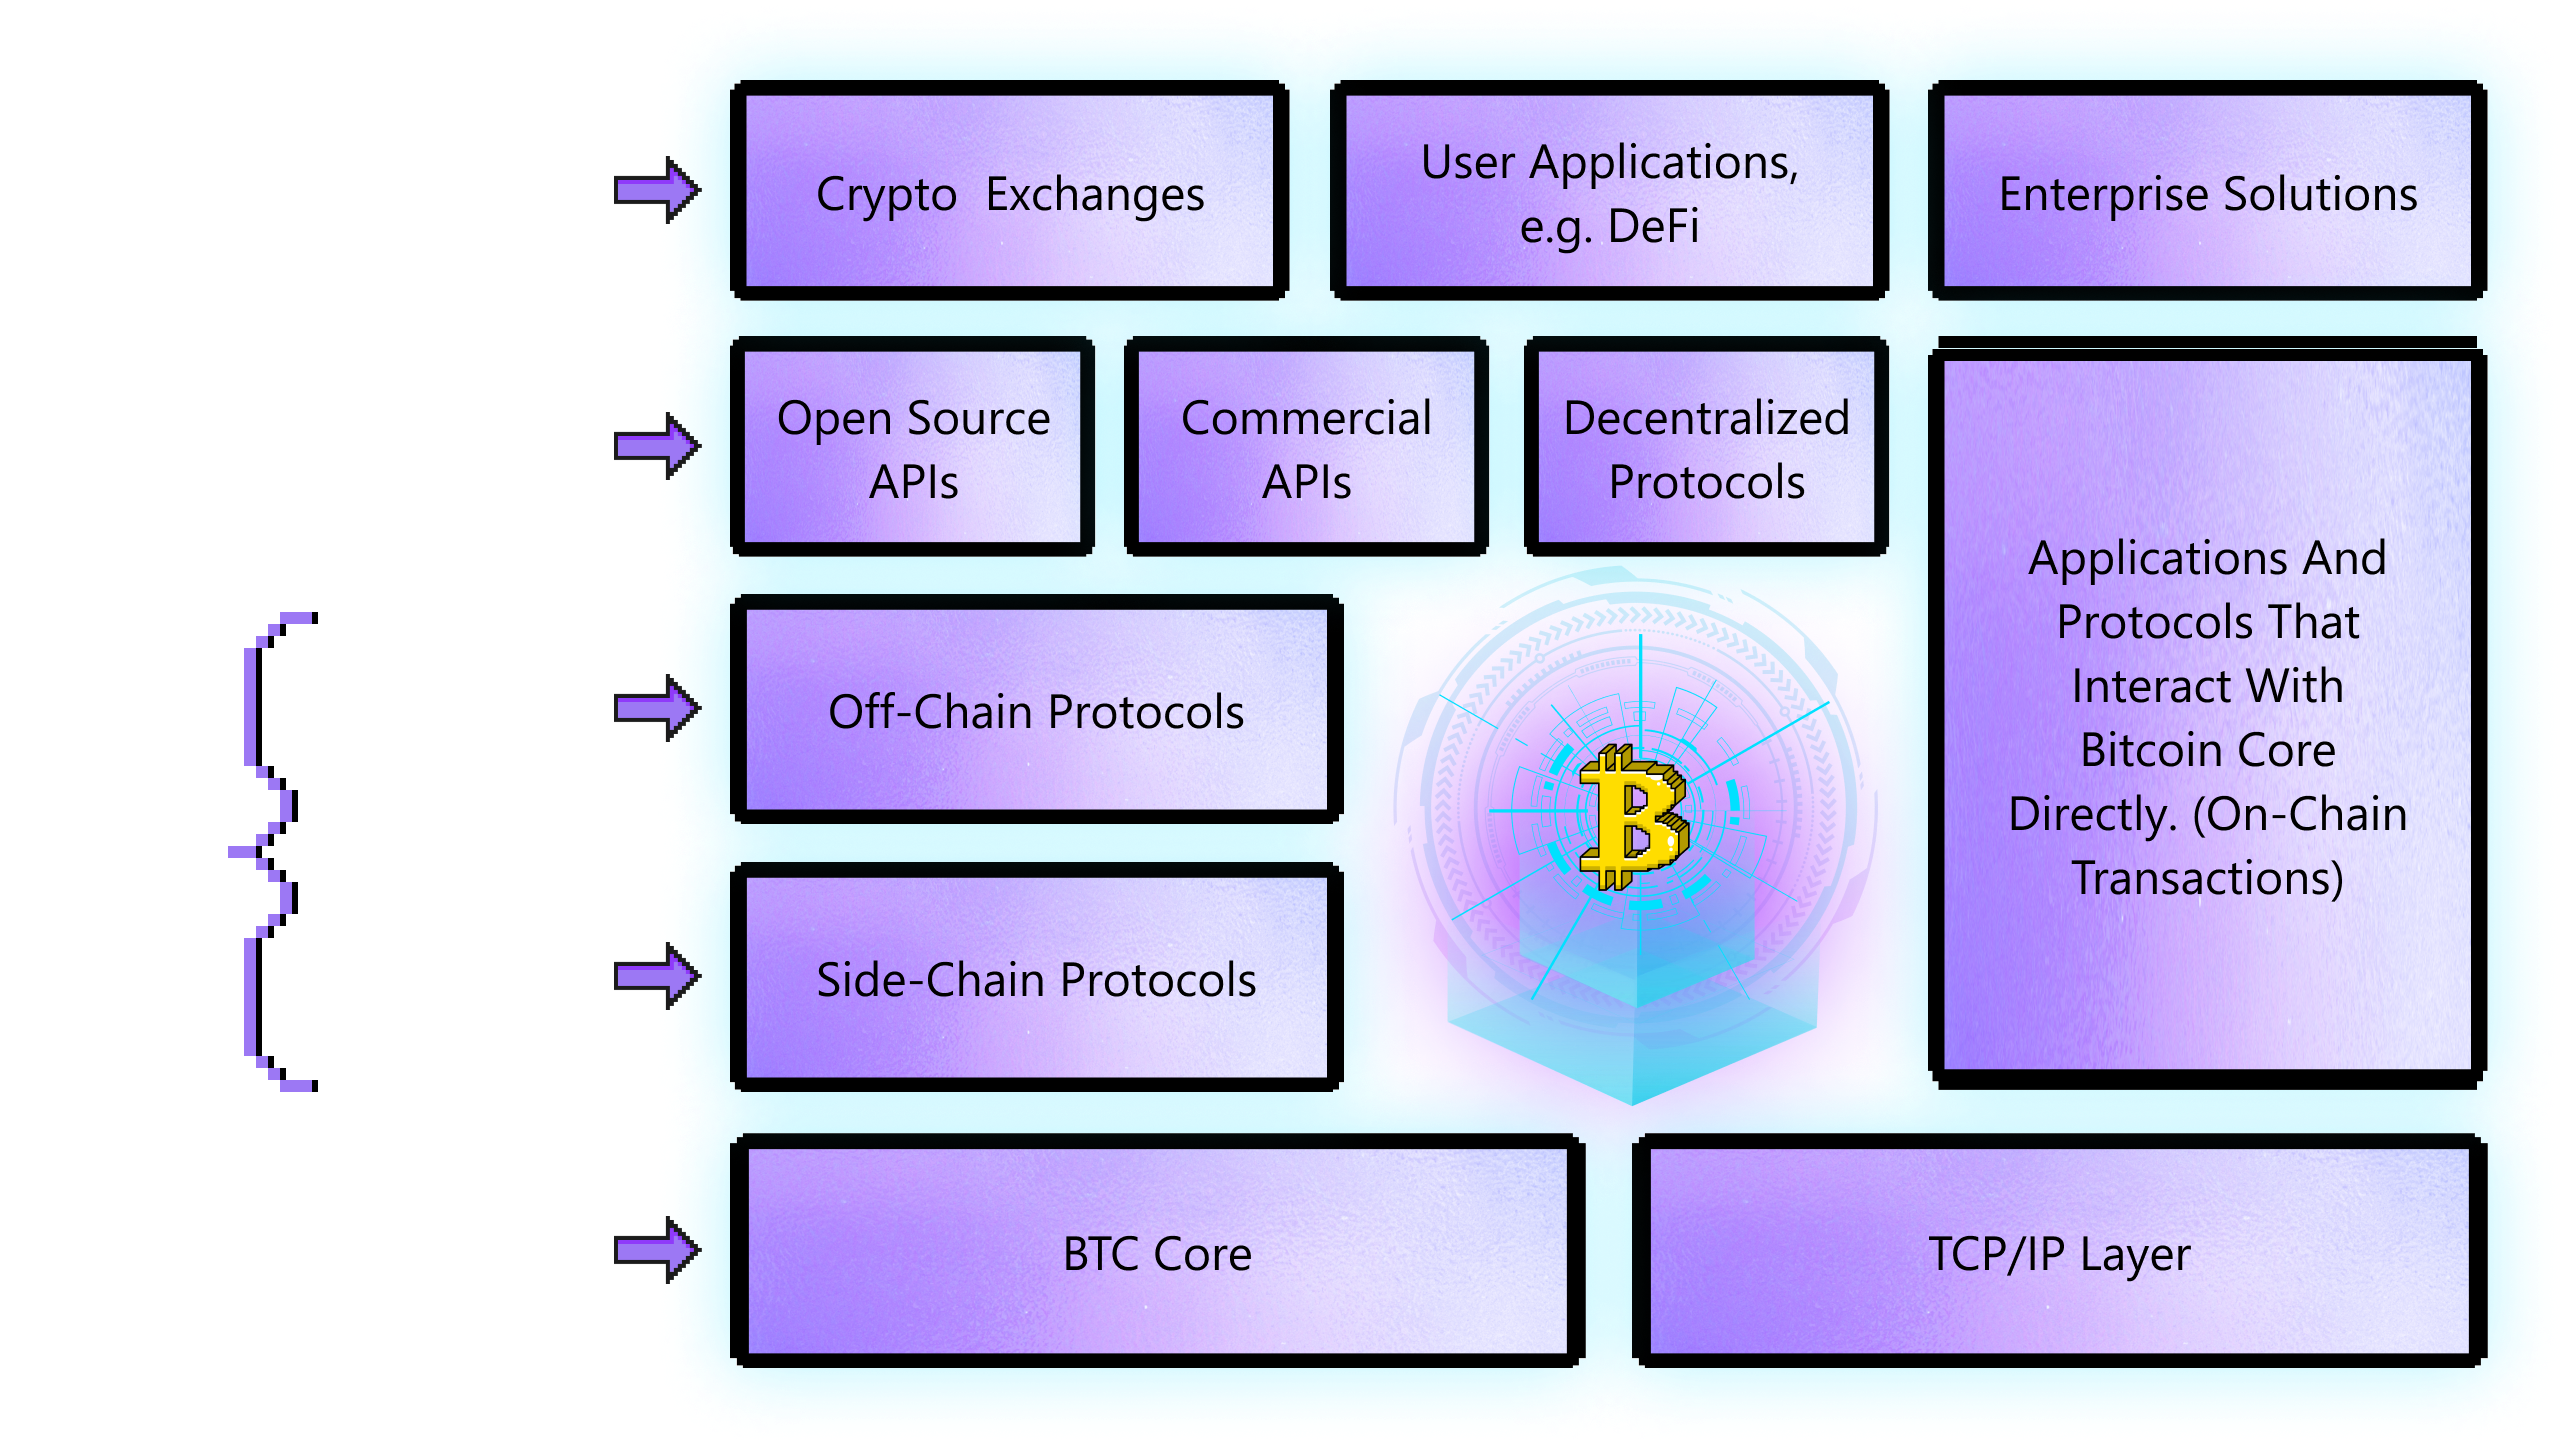 Crypto  Exchanges
User Applications,
e.g. DeFi
Enterprise Solutions
Open Source
APIs
Commercial
APIs
Decentralized
Protocols
Applications And
Protocols That
Interact With
Bitcoin Core
Directly. (On-Chain
Transactions)
Off-Chain Protocols
Side-Chain Protocols
BTC Core
TCP/IP Layer